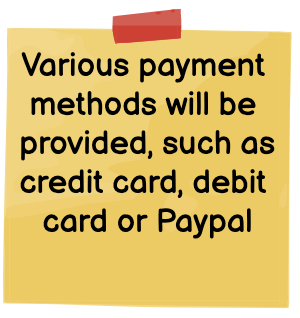 Various payment
methods will be
provided, such as
credit card, debit
card or Paypal